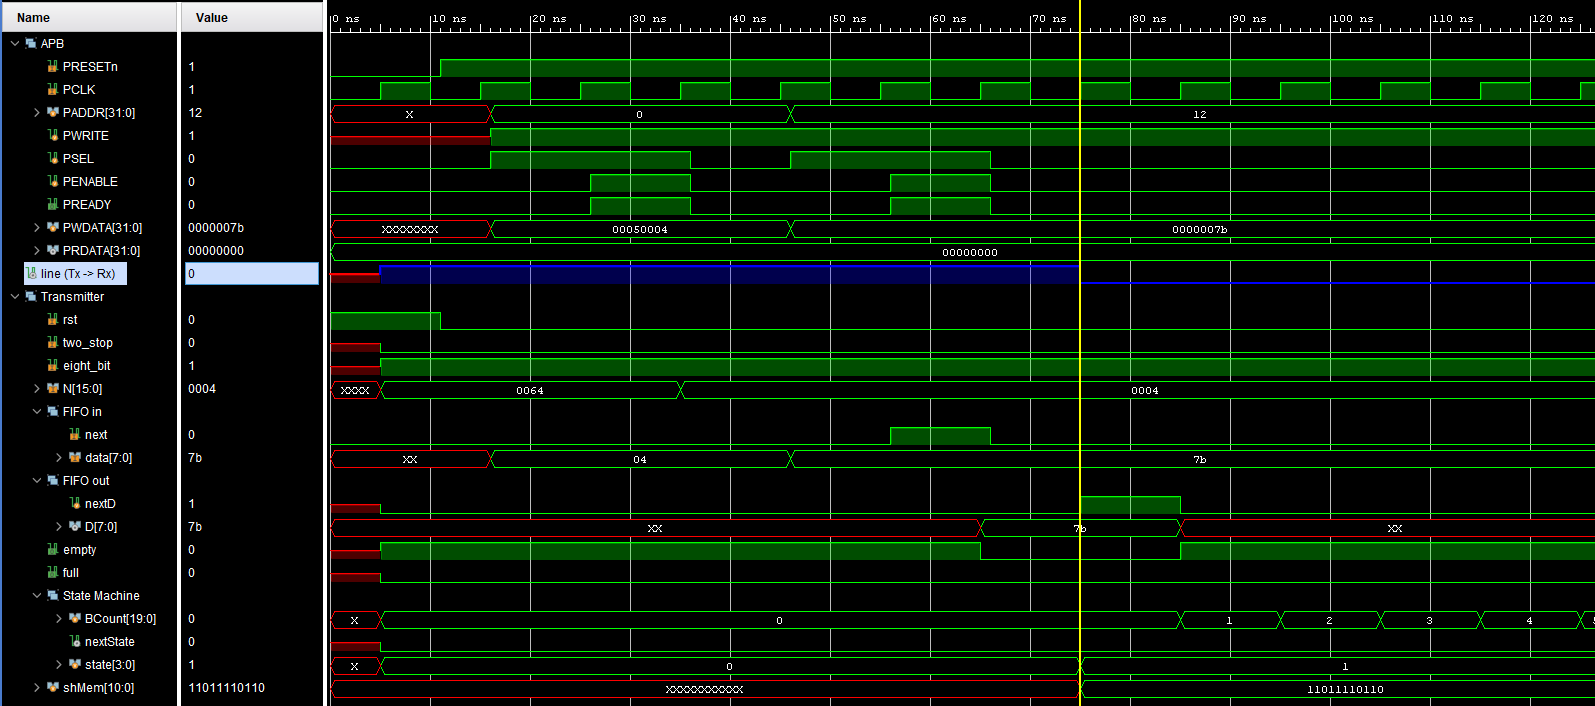 Name Value 0 ns 10 ns 20 ns 30 ns 40 ns 50 ns 60 ns 70 ns 80 ns 90 ns 100 ns 110 ns 120 ns
APB
PRESETn 1
PCLK 1
PADDR[31:0] 12 X 0 12
PWRITE 1
PSEL 0
PENABLE 0
PREADY 0
PWDATA[31:0] 0000007b XXXXXXXX 00050004 0000007b
PRDATA[31:0] 00000000 00000000
line (Tx -> Rx) 0
Transmitter
rst 0
two_stop 0
eight_bit 1
N[15:0] 0004 XXXX 0064 0004
FIFO in
next 0
data[7:0] 7b XX 04 7b
FIFO out
nextD 1
D[7:0] 7b XX 7b XX
empty 0
full 0
State Machine
BCount[19:0] 0 X 0 1 2 3 4
nextState 0
state[3:0] 1 X 0 1
shMem[10:0] 11011110110 XXXXXXXXXXX 11011110110